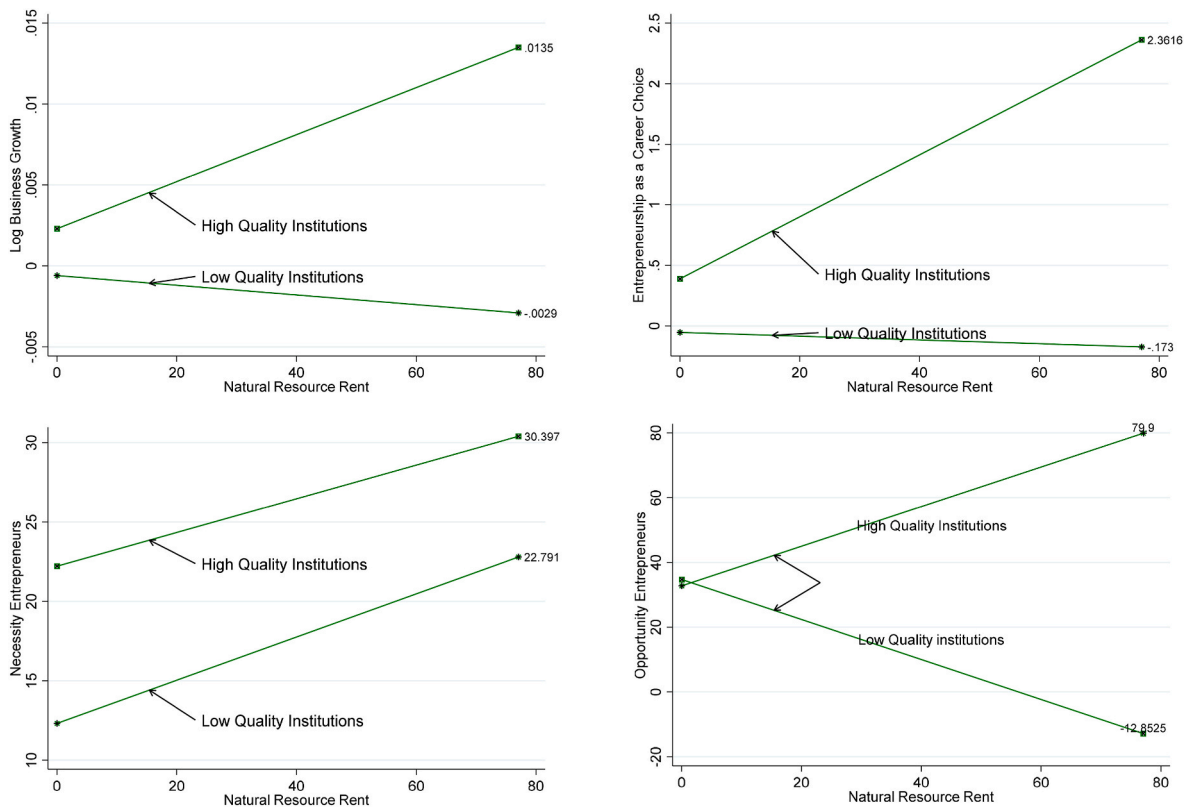 .015
.01
.005
0
-.005
Log Business Growth
.0135
High Quality Institutions
Low Quality Institutions
-.0029
0 20 40 60 80
Natural Resource Rent
2.5
2
1.5
1
.5
0
Entrepreneurship as a Career Choice
2.3616
High Quality Institutions
Low Quality Institutions
-.173
0 20 40 60 80
Natural Resource Rent
30
25
20
15
10
Necessity Entrepreneurs
30.397
High Quality Institutions
22.791
Low Quality Institutions
0 20 40 60 80
Natural Resource Rent
80
60
40
20
0
-20
Opportunity Entrepreneurs
79.9
High Quality Institutions
Low Quality institutions
-12.8525
0 20 40 60 80
Natural Resource Rent